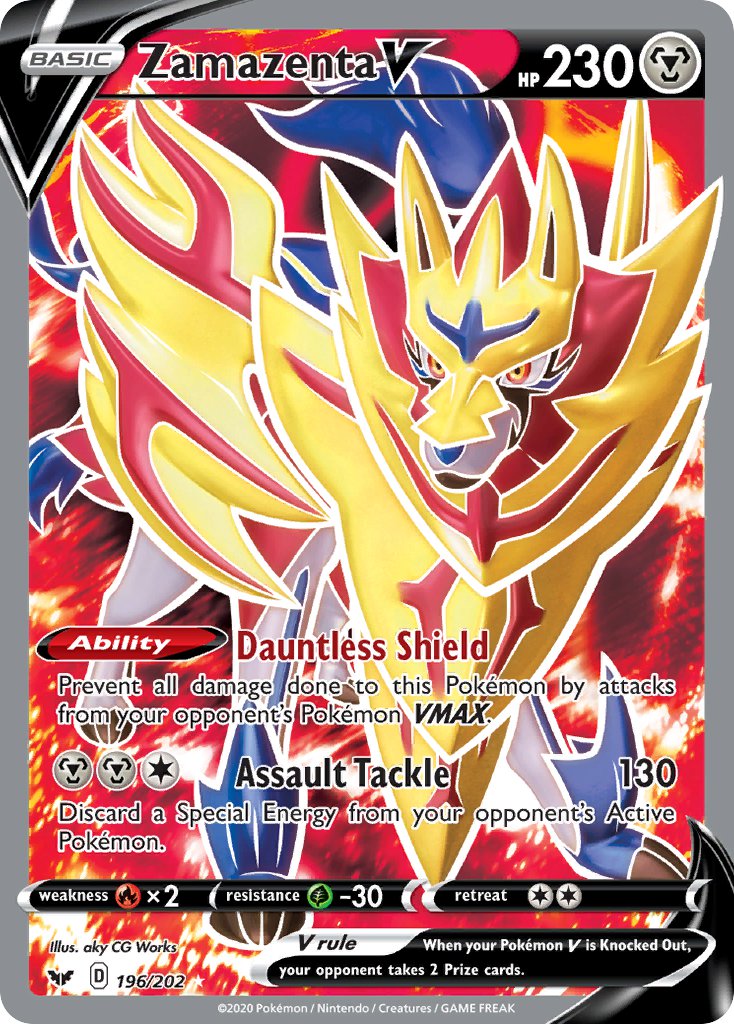 BASIC Zamazenta V HP 230
Ability Dauntless Shield
Prevent all damage done to this Pokémon by attacks
from your opponent's Pokémon VMAX.
Assault Tackle 130
Discard a Special Energy from your opponent's Active
Pokémon.
weakness ×2 resistance -30 retreat
Illus. aky CG Works
V rule When your Pokémon V is Knocked Out,
your opponent takes 2 Prize cards.
D 196/202
©2020 Pokémon / Nintendo / Creatures / GAME FREAK